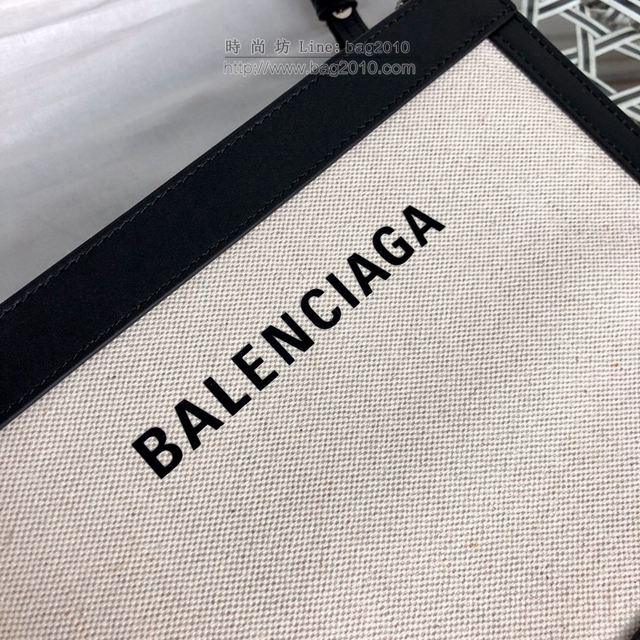 時尚坊 Line: bag2010
http://www.bag2010.com
BALENCIAGA